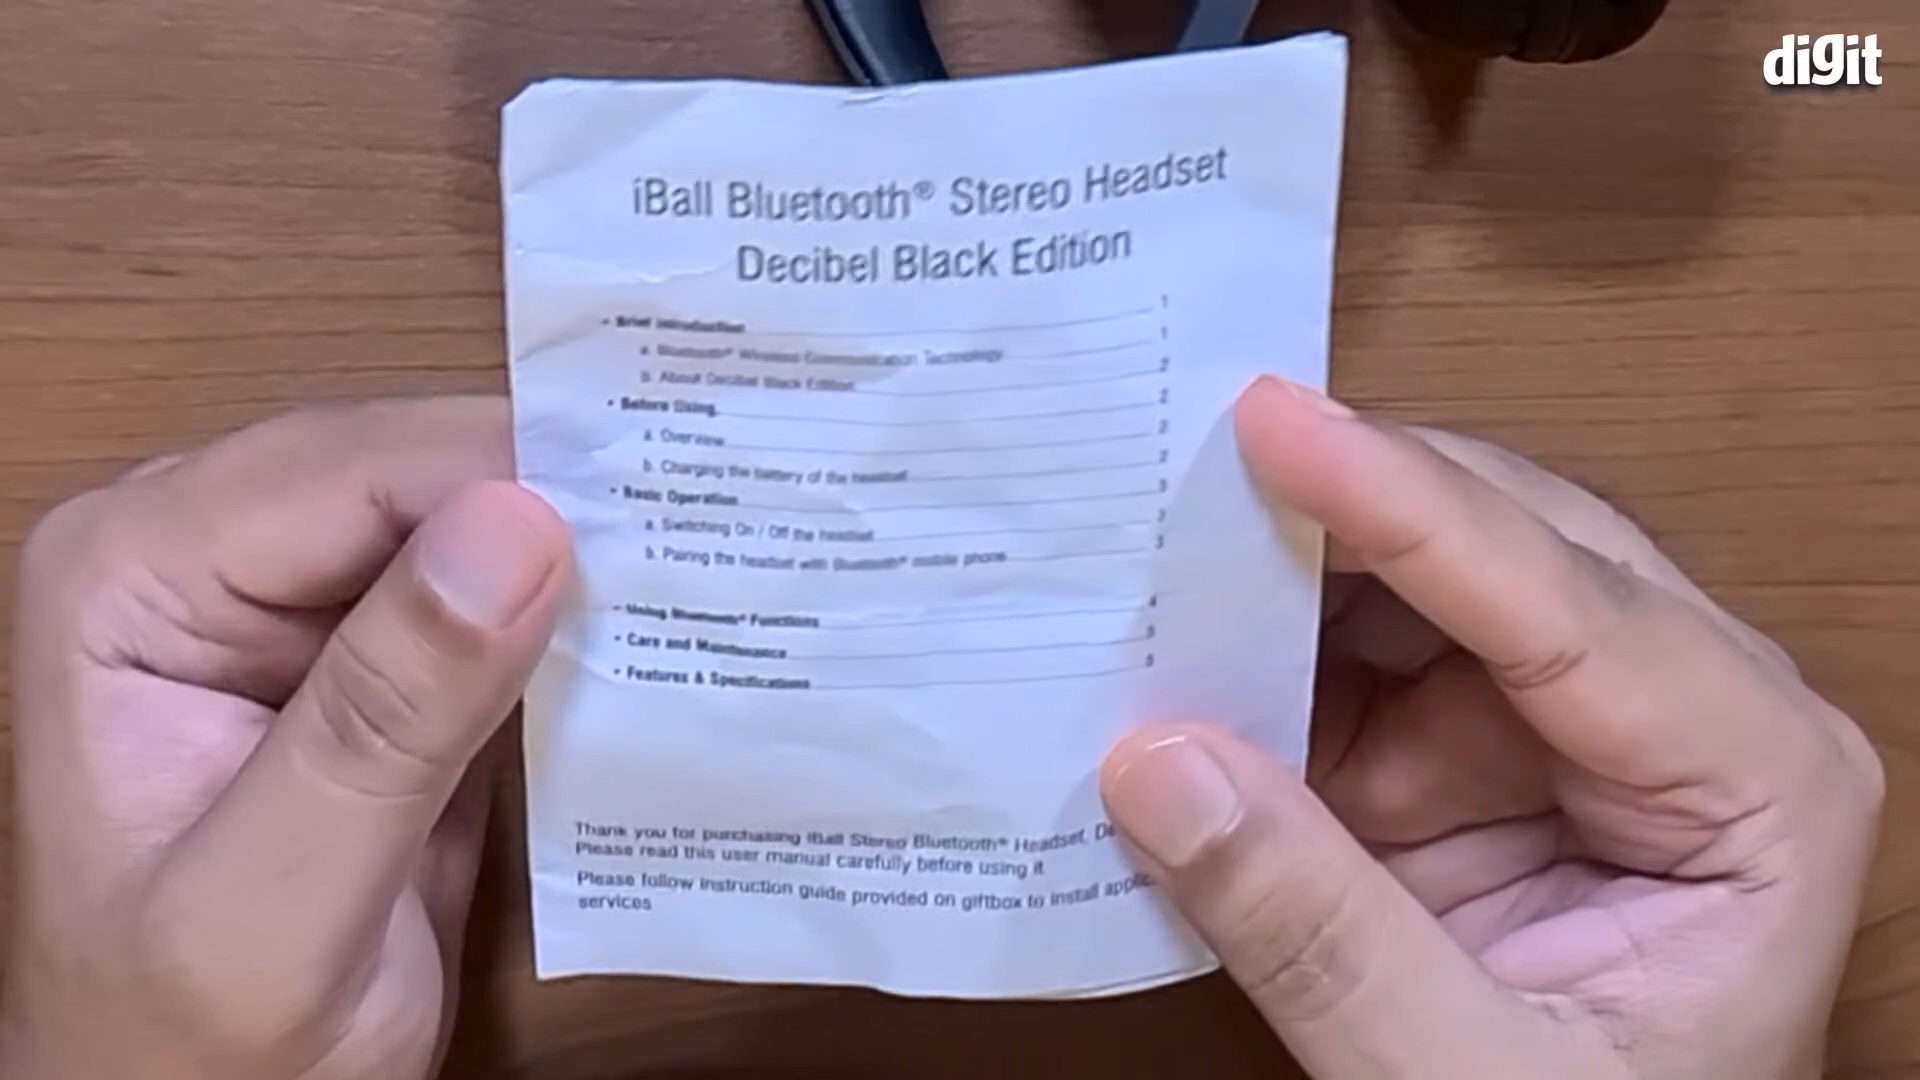 digit
iBall Bluetooth® Stereo Headset
Decibel Black Edition
• Brief Introduction 1
a. Bluetooth® Wireless Communication Technology 1
b. About Decibel Black Edition 2
• Before Using 2
a. Overview 2
b. Charging the battery of the headset 2
• Basic Operation 3
a. Switching On / Off the headset 3
b. Pairing the headset with Bluetooth® mobile phone 3
• Using Bluetooth® Functions 4
• Care and Maintenance 5
• Features & Specifications 5
Thank you for purchasing iBall Stereo Bluetooth® Headset, De
Please read this user manual carefully before using it
Please follow instruction guide provided on giftbox to install applic
services